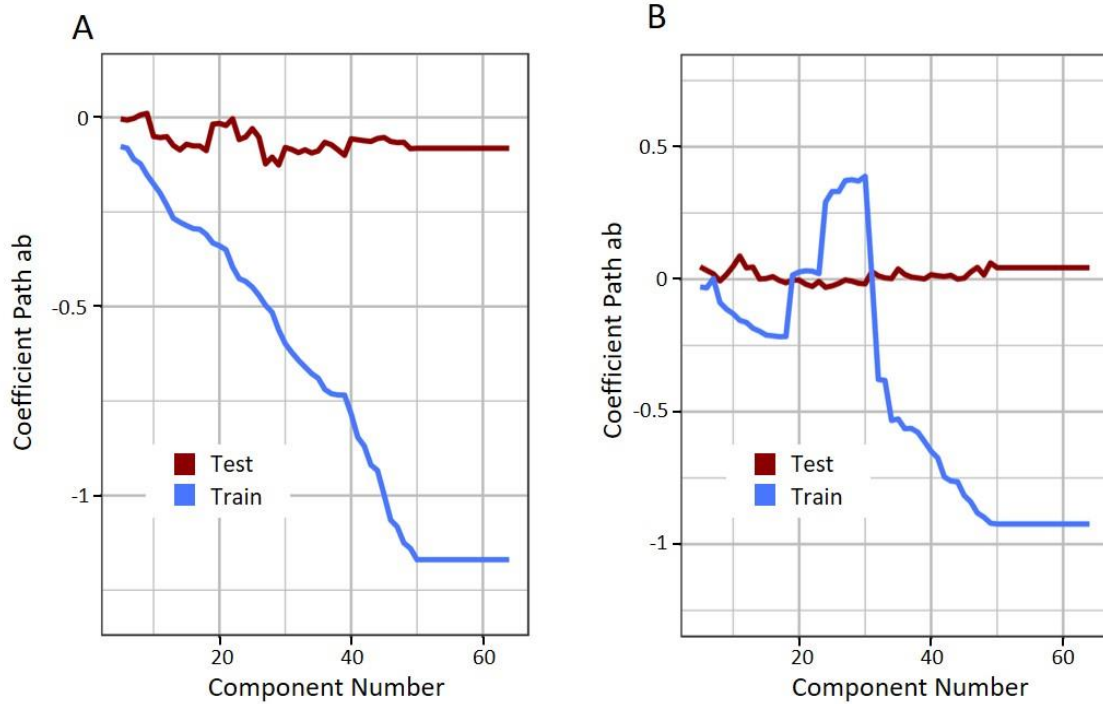 A
Coefficient Path ab
0
-0.5
-1
Test
Train
20
40
60
Component Number
B
Coefficient Path ab
0.5
0
-0.5
-1
Test
Train
20
40
60
Component Number